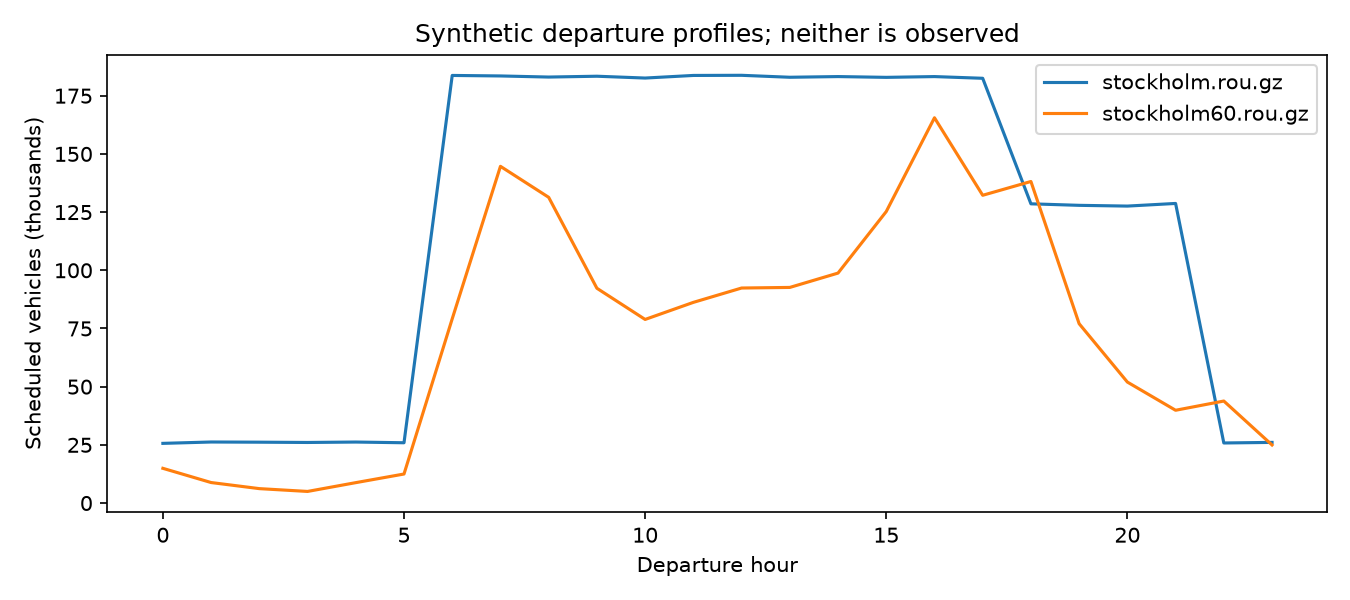 Synthetic departure profiles; neither is observed
stockholm.rou.gz
stockholm60.rou.gz
Scheduled vehicles (thousands)
175
150
125
100
75
50
25
0
0 5 10 15 20
Departure hour